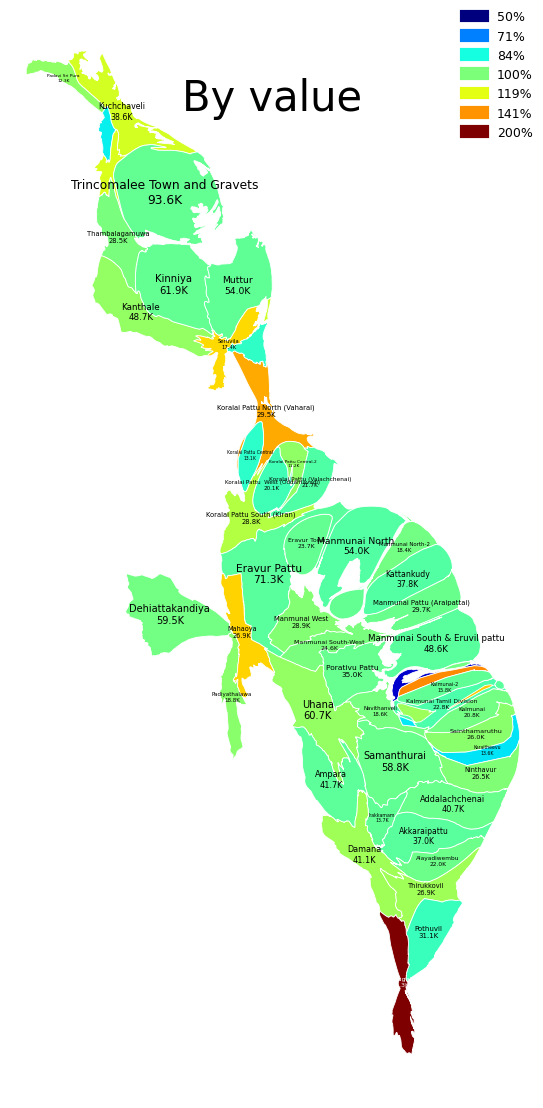 50%
71%
84%
100%
119%
141%
200%
By value
Padavi Sri Pura
12.3K
Kuchchaveli
38.6K
Trincomalee Town and Gravets
93.6K
Thambalagamuwa
28.5K
Kinniya
61.9K
Muttur
54.0K
Kanthale
48.7K
Seruvila
17.4K
Koralai Pattu North (Vaharai)
29.5K
Koralai Pattu Central
13.1K
Koralai Pattu Central-2
Koralai Pattu (Valachchenai)
21.7K
Koralai Pattu West
20.1K
Koralai Pattu South (Kiran)
28.8K
Eravur Town
23.7K
Manmunai North
54.0K
Manmunai North-2
18.4K
Eravur Pattu
71.3K
Kattankudy
37.8K
Manmunai Pattu (Araipattai)
29.7K
Dehiattakandiya
59.5K
Mahaoya
26.9K
Manmunai West
28.9K
Manmunai South-West
24.6K
Manmunai South & Eruvil pattu
48.6K
Porativu Pattu
35.0K
Padiyathalawa
18.8K
Uhana
60.7K
Kalmunai-2
15.8K
Kalmunai Tamil Division
22.8K
Navithanveli
18.6K
Kalmunai
20.8K
Sainthamaruthu
26.0K
Karaitheevu
13.6K
Ninthavur
26.5K
Samanthurai
58.8K
Ampara
41.7K
Addalachchenai
40.7K
Irakkamam
13.7K
Akkaraipattu
37.0K
Damana
41.1K
Alayadiwembu
22.0K
Thirukkovil
26.9K
Pothuvil
31.1K